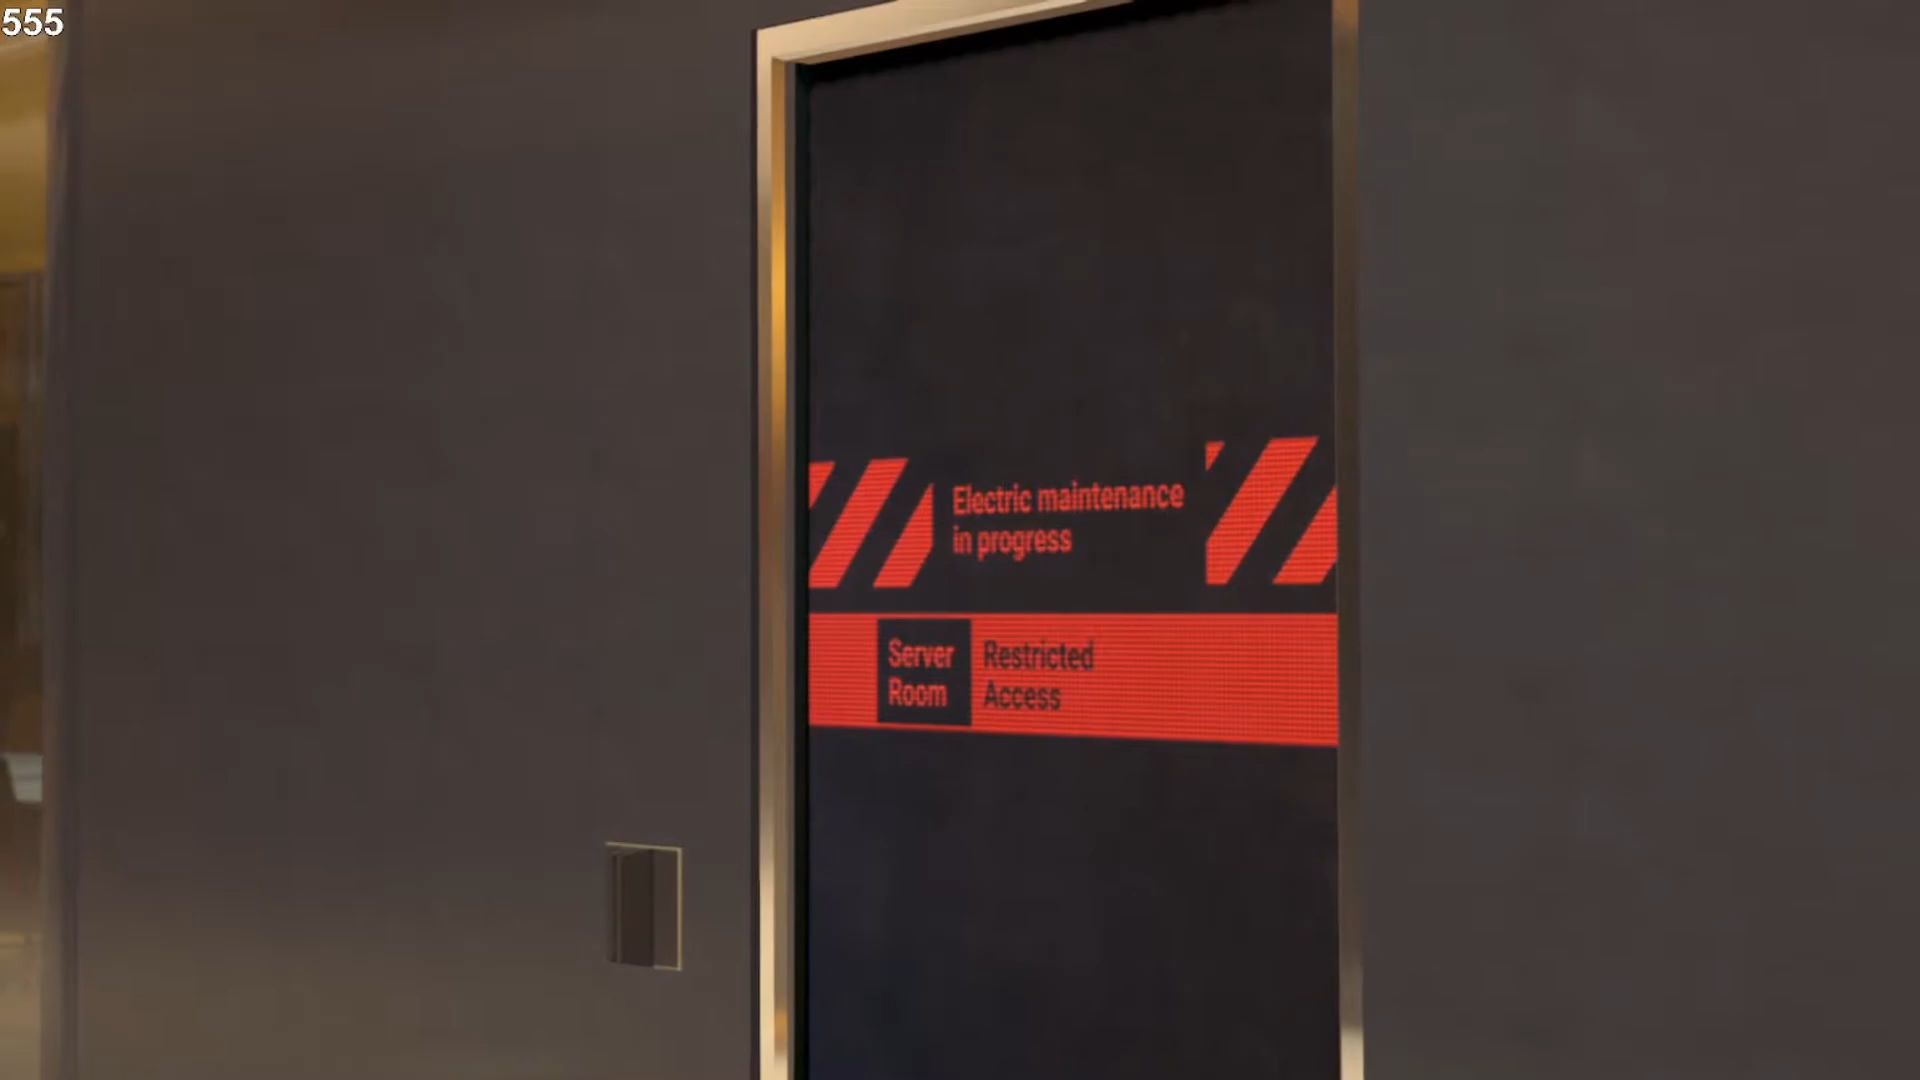 555
Electric maintenance
in progress
Server
Room
Restricted
Access